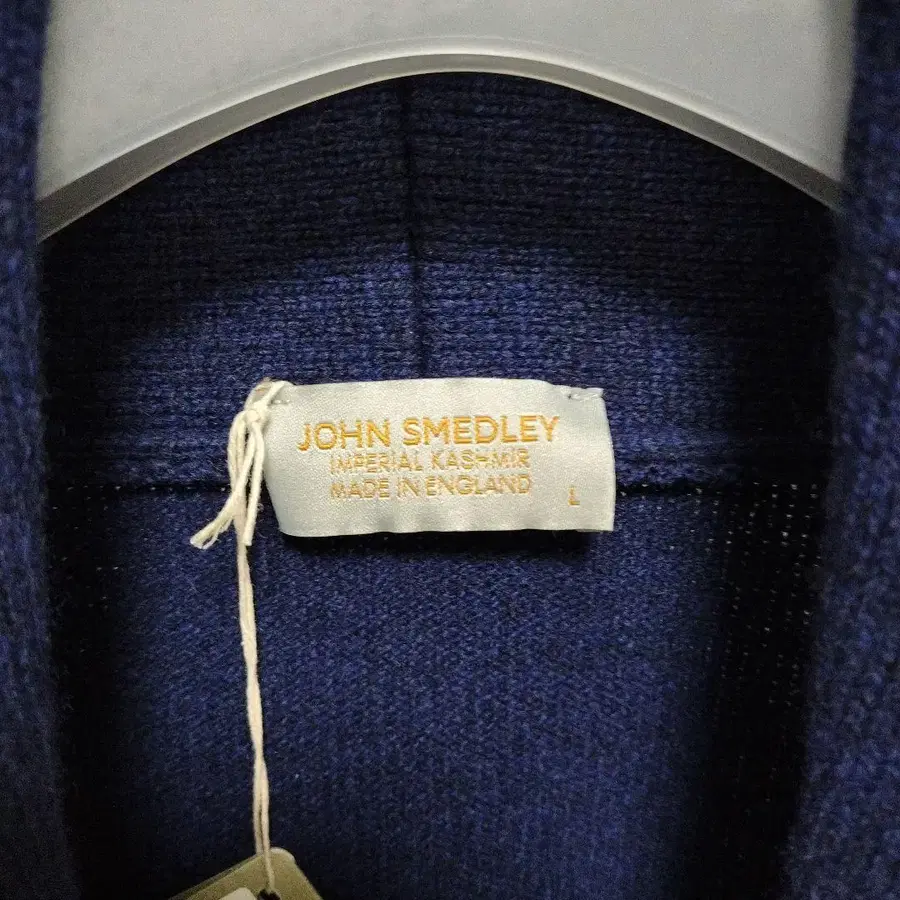 JOHN SMEDLEY
IMPERIAL KASHMIR
MADE IN ENGLAND
L